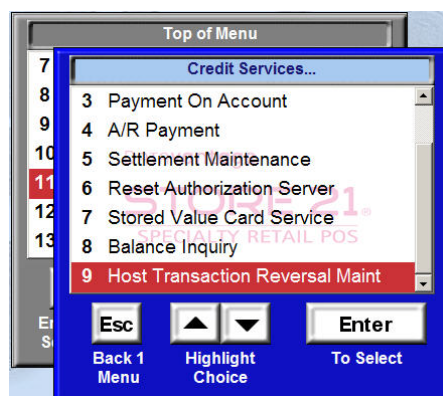 Top of Menu
7
8
9
10
11
12
13
Credit Services...
3 Payment On Account
4 A/R Payment
5 Settlement Maintenance
6 Reset Authorization Server
7 Stored Value Card Service
8 Balance Inquiry
9 Host Transaction Reversal Maint
STORE 21®
SPECIALTY RETAIL POS
Esc
Enter
Back 1
Menu
Highlight
Choice
To Select